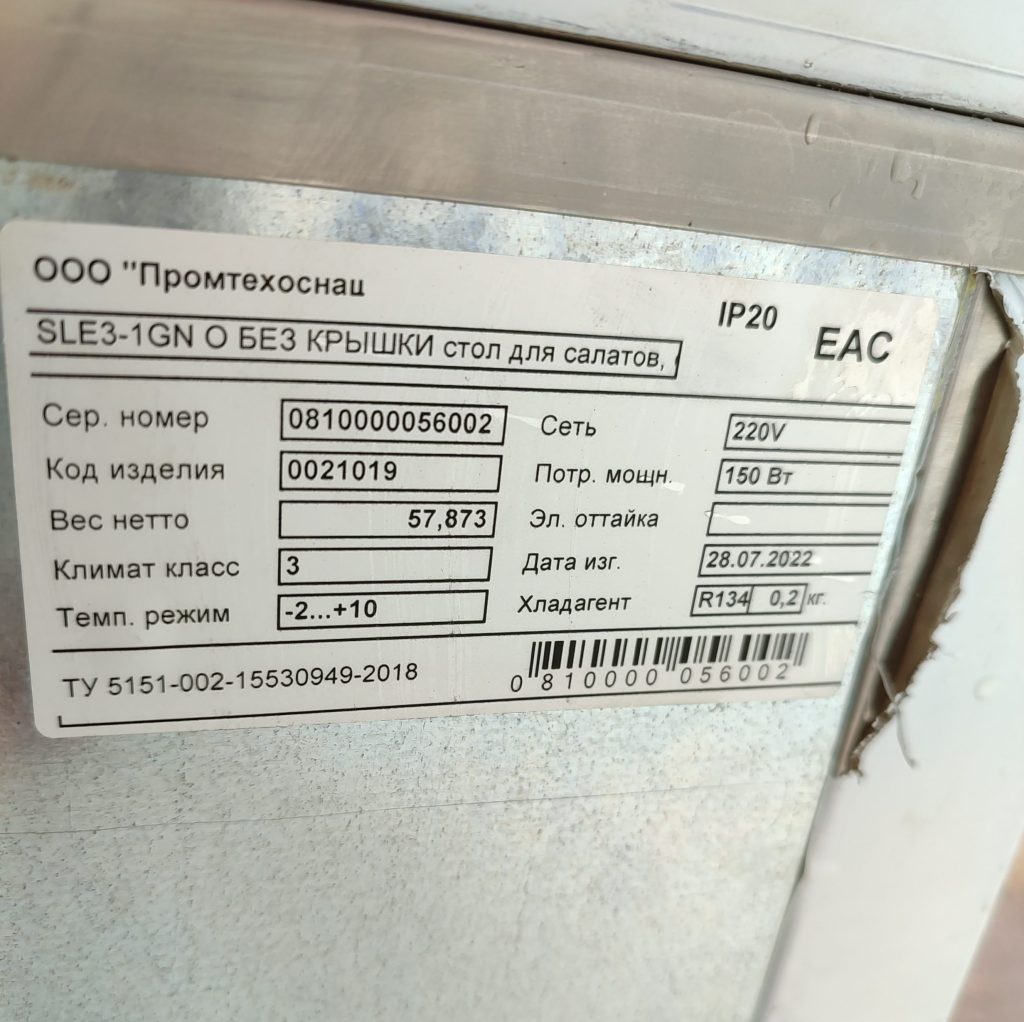 ООО "Промтехоснащ
IP20 EAC
SLE3-1GN О БЕЗ КРЫШКИ стол для салатов,
Сер. номер 0810000056002 Сеть 220V
Код изделия 0021019 Потр. мощн. 150 Вт
Вес нетто 57,873 Эл. оттайка
Климат класс 3 Дата изг. 28.07.2022
Темп. режим -2...+10 Хладагент R134 0,2 кг.
ТУ 5151-002-15530949-2018
0 810000 056002